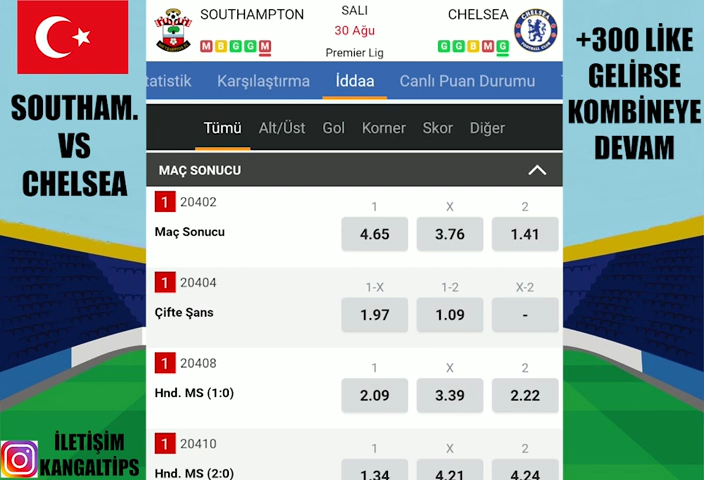 SOUTHAM.
VS
CHELSEA
İLETİŞİM
KANGALTIPS
SOUTHAMPTON
M B G G M
SALI
30 Ağu
Premier Lig
CHELSEA
G G B M G
tatistik Karşılaştırma İddaa Canlı Puan Durumu
Tümü Alt/Üst Gol Korner Skor Diğer
MAÇ SONUCU
1 20402
1 X 2
Maç Sonucu 4.65 3.76 1.41
1 20404
1-X 1-2 X-2
Çifte Şans 1.97 1.09 -
1 20408
1 X 2
Hnd. MS (1:0) 2.09 3.39 2.22
1 20410
1 X 2
Hnd. MS (2:0) 1.34 4.21 4.24
+300 LİKE
GELİRSE
KOMBİNEYE
DEVAM